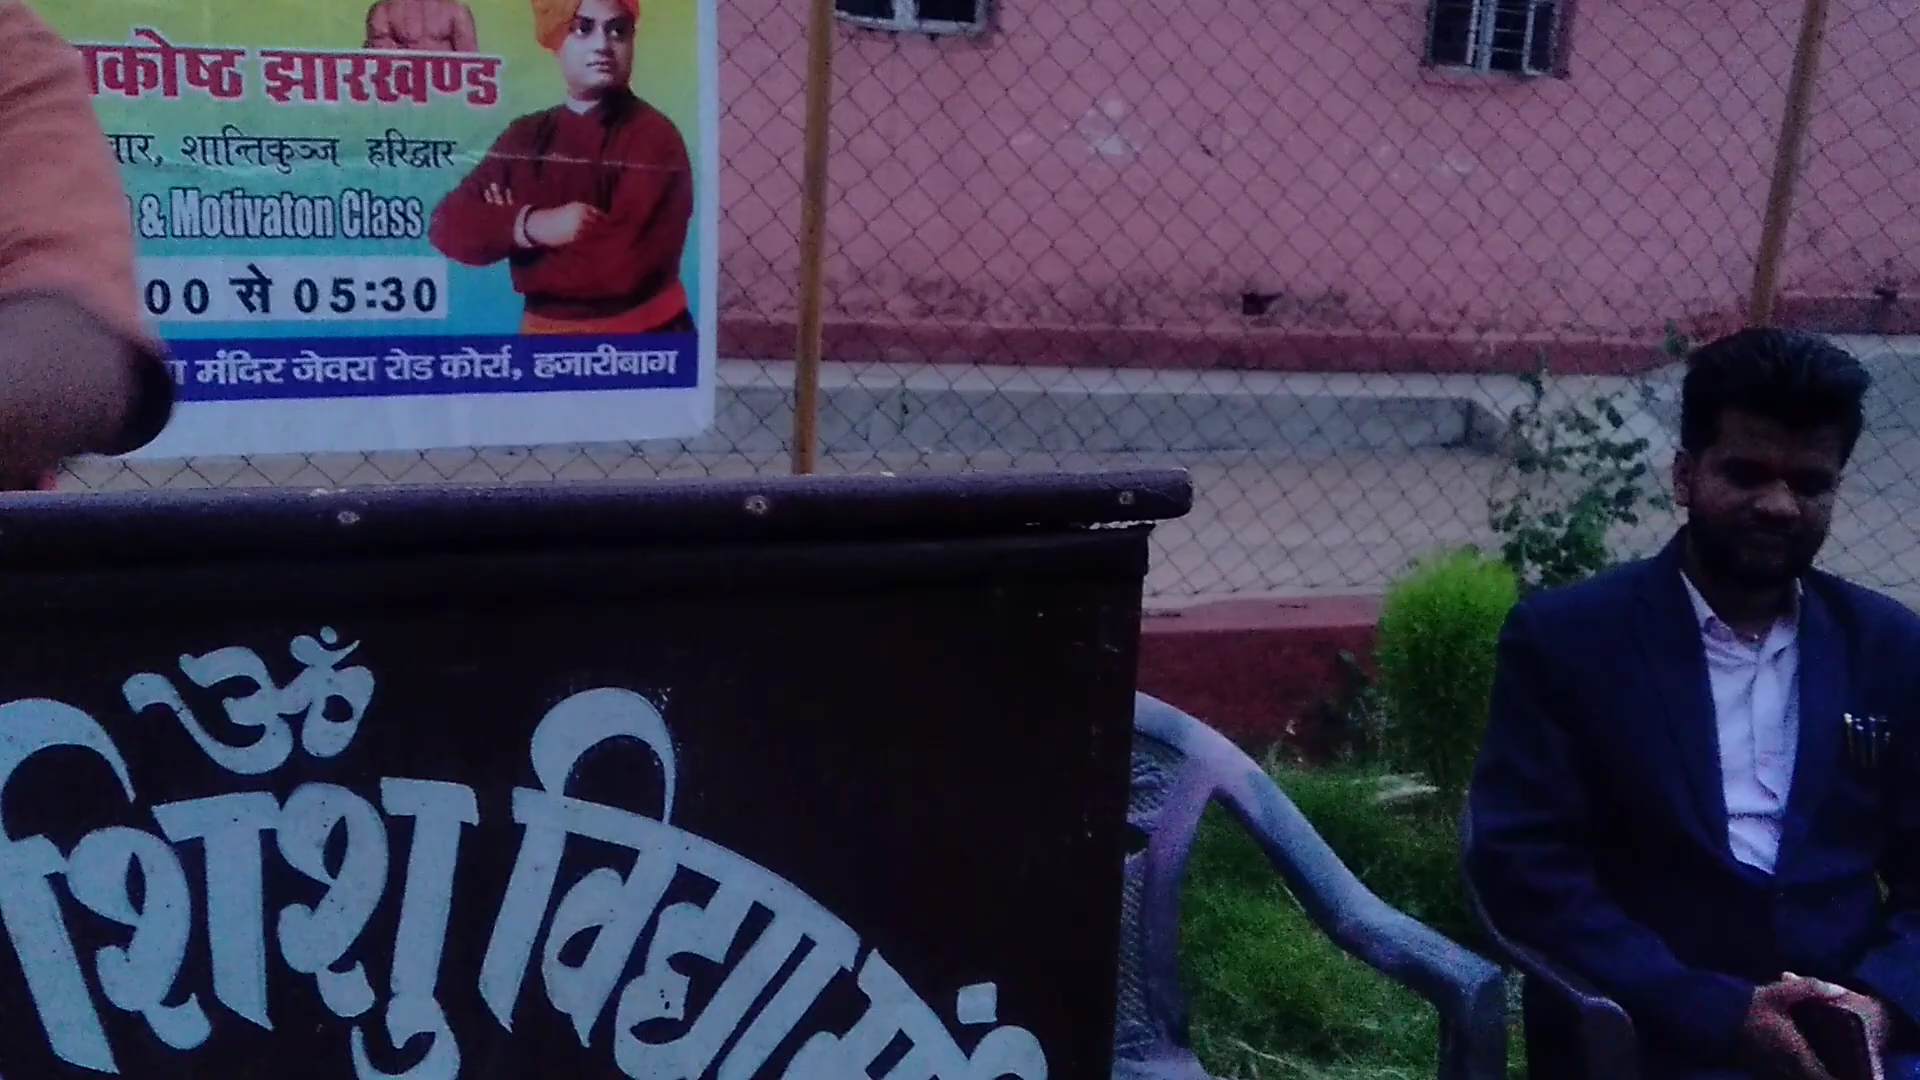 कोष्ठ झारखण्ड
शान्तिकुञ्ज हरिद्वार
& Motivaton Class
00 से 05:30
मंदिर जेवरा रोड कोर्रा, हजारीबाग
ॐ
शिशु विद्या